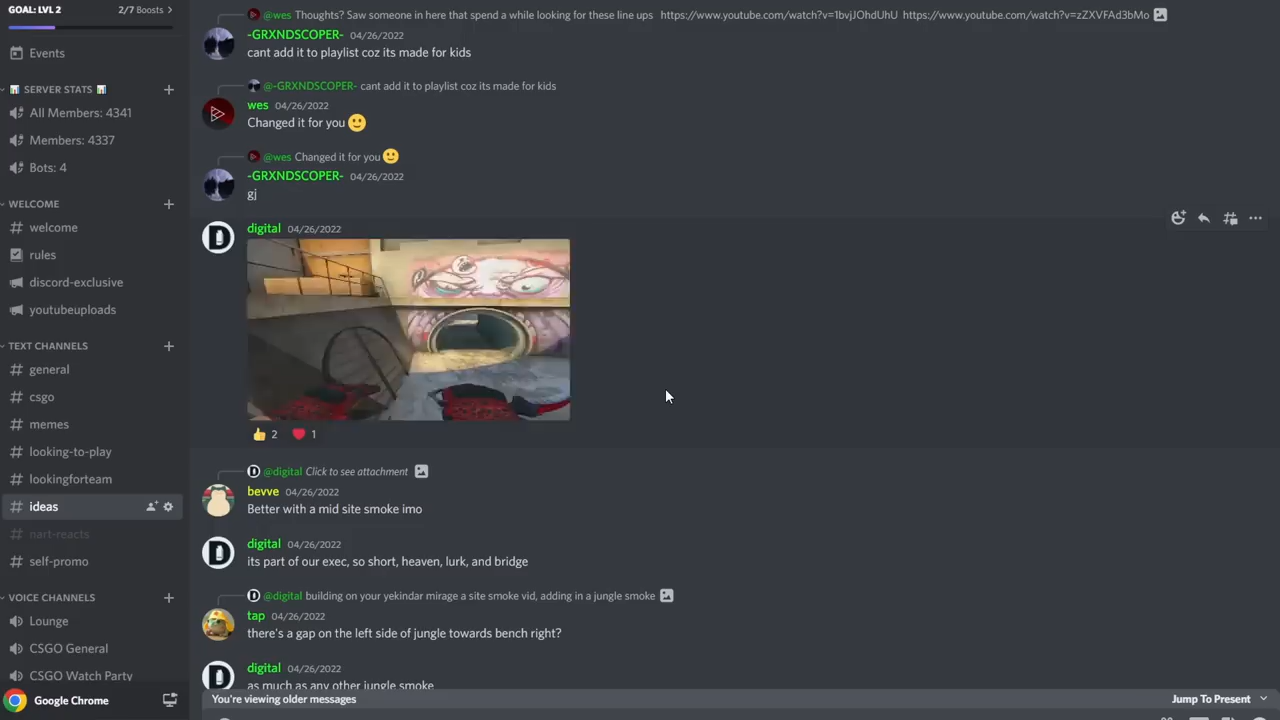 GOAL: LVL 2 2/7 Boosts
Events
SERVER STATS
All Members: 4341
Members: 4337
Bots: 4
WELCOME
welcome
rules
discord-exclusive
youtubeuploads
TEXT CHANNELS
general
csgo
memes
looking-to-play
lookingforteam
ideas
nart-reacts
self-promo
VOICE CHANNELS
Lounge
CSGO General
CSGO Watch Party
Google Chrome
@wes Thoughts? Saw someone in here that spend a while looking for these line ups https://www.youtube.com/watch?v=1bvjJOhdUhU https://www.youtube.com/watch?v=zZXVFAd3bMo
-GRXNDSCOPER- 04/26/2022
cant add it to playlist coz its made for kids
@-GRXNDSCOPER- cant add it to playlist coz its made for kids
wes 04/26/2022
Changed it for you 🙂
@wes Changed it for you 🙂
-GRXNDSCOPER- 04/26/2022
gj
digital 04/26/2022
👍 2 ❤️ 1
@digital Click to see attachment
bevve 04/26/2022
Better with a mid site smoke imo
digital 04/26/2022
its part of our exec, so short, heaven, lurk, and bridge
@digital building on your yekindar mirage a site smoke vid, adding in a jungle smoke
tap 04/26/2022
there's a gap on the left side of jungle towards bench right?
digital 04/26/2022
as much as any other jungle smoke
You're viewing older messages Jump To Present